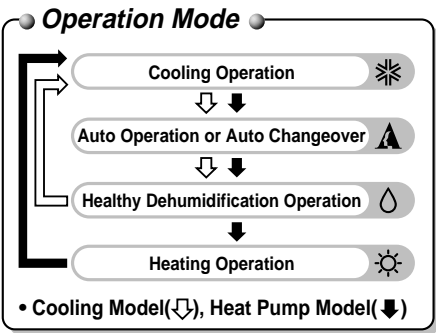 Operation Mode
Cooling Operation
Auto Operation or Auto Changeover
Healthy Dehumidification Operation
Heating Operation
• Cooling Model(⇩), Heat Pump Model(⬇)